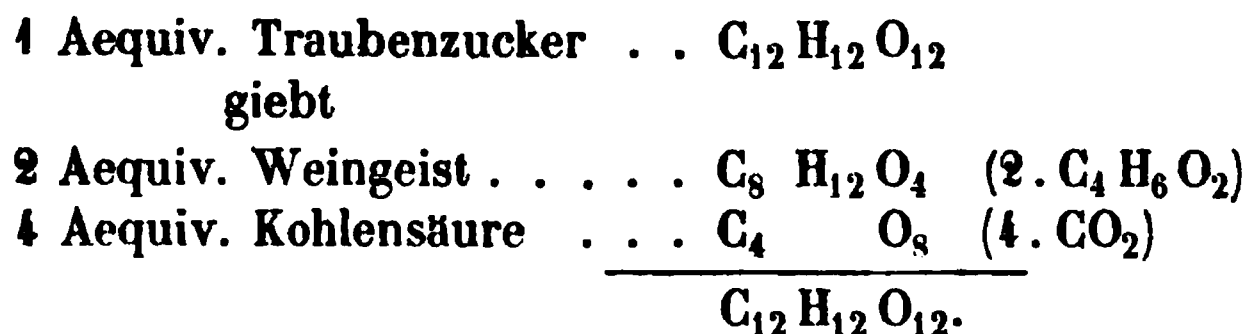 1 Aequiv. Traubenzucker . . C₁₂ H₁₂ O₁₂
giebt
2 Aequiv. Weingeist . . . . . C₈ H₁₂ O₄ (2 . C₄ H₆ O₂)
4 Aequiv. Kohlensäure . . . C₄ O₈ (4 . CO₂)
C₁₂ H₁₂ O₁₂.